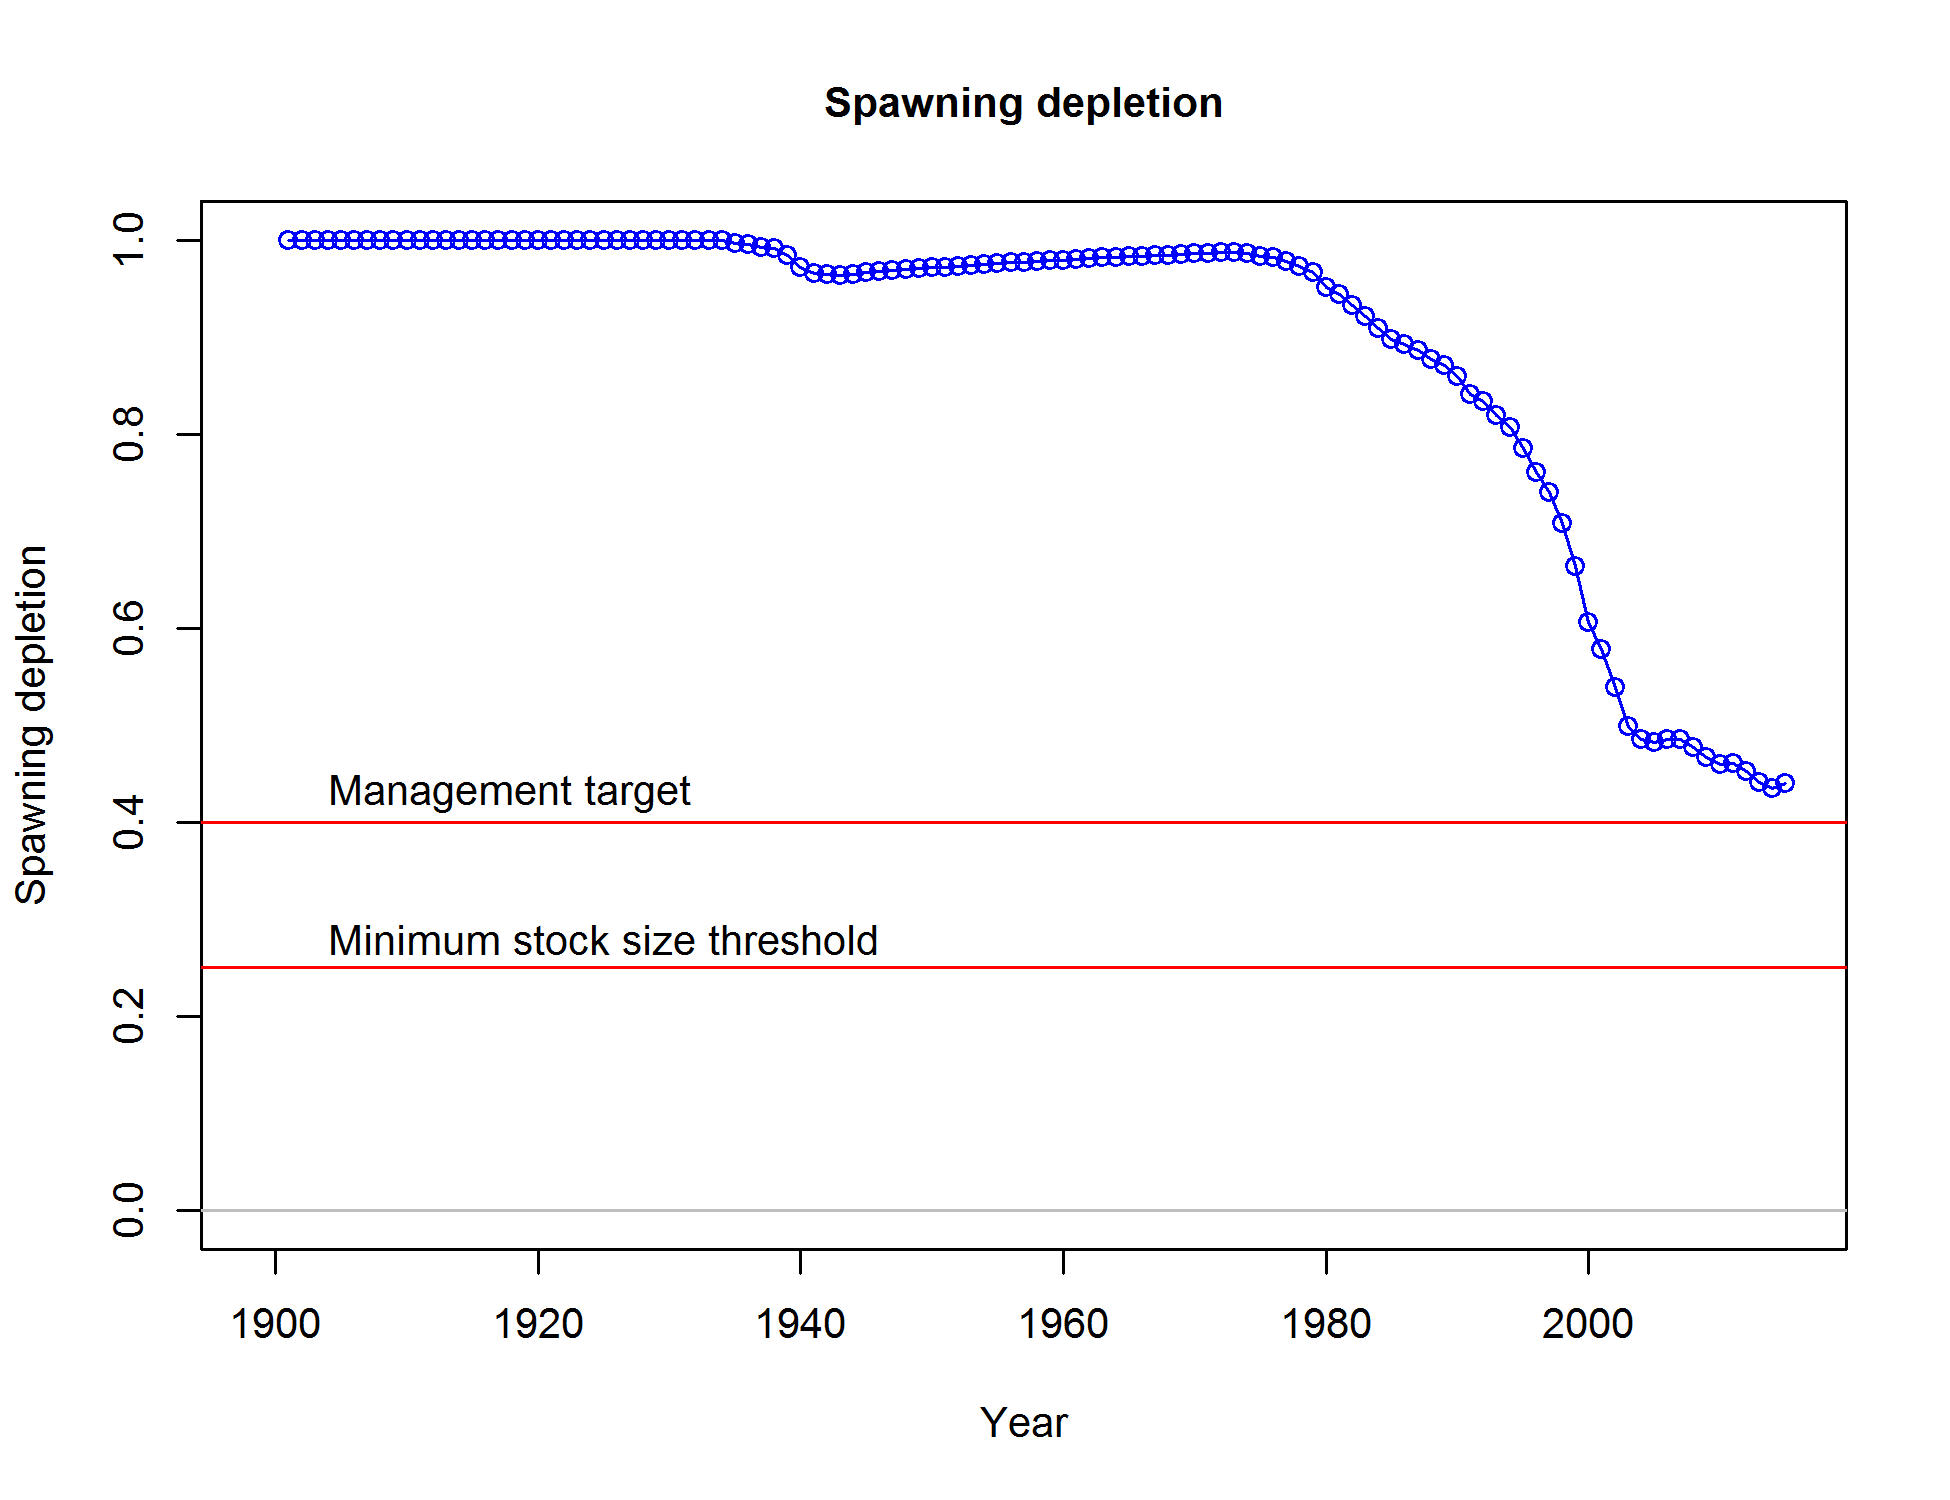 Spawning depletion
Spawning depletion
1.0
0.8
0.6
0.4
0.2
0.0
Management target
Minimum stock size threshold
1900 1920 1940 1960 1980 2000
Year